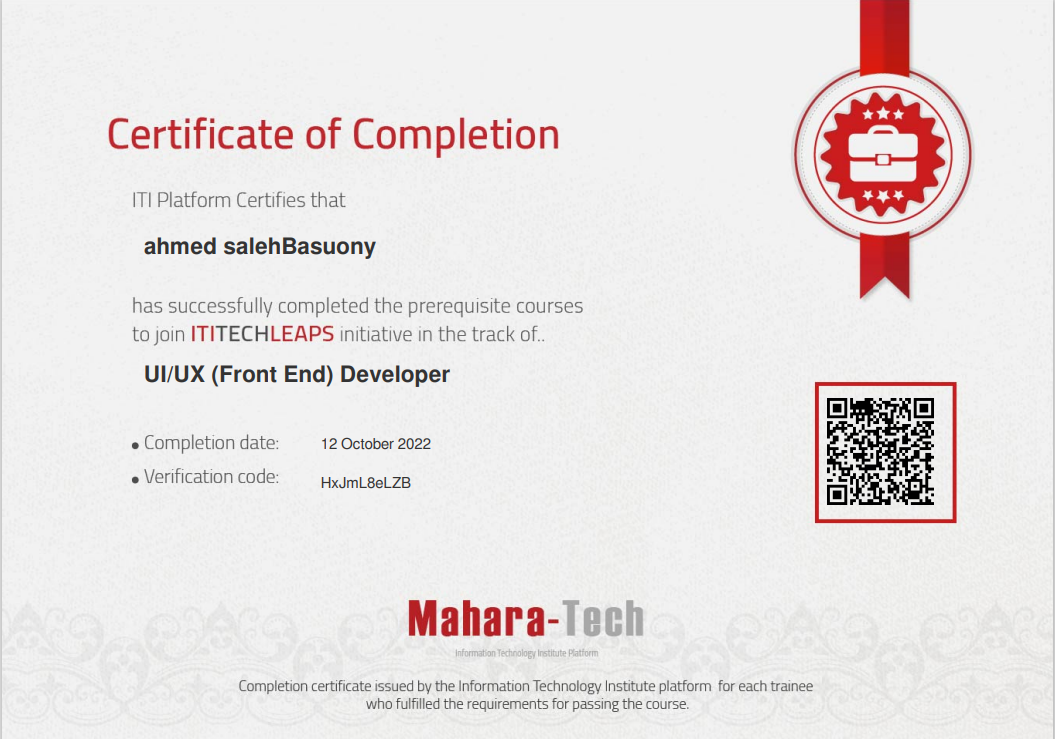 Certificate of Completion
ITI Platform Certifies that
ahmed salehBasuony
has successfully completed the prerequisite courses
to join ITITECHLEAPS initiative in the track of..
UI/UX (Front End) Developer
Completion date: 12 October 2022
Verification code: HxJmL8eLZB
Mahara-Tech
Information Technology Institute Platform
Completion certificate issued by the Information Technology Institute platform for each trainee
who fulfilled the requirements for passing the course.